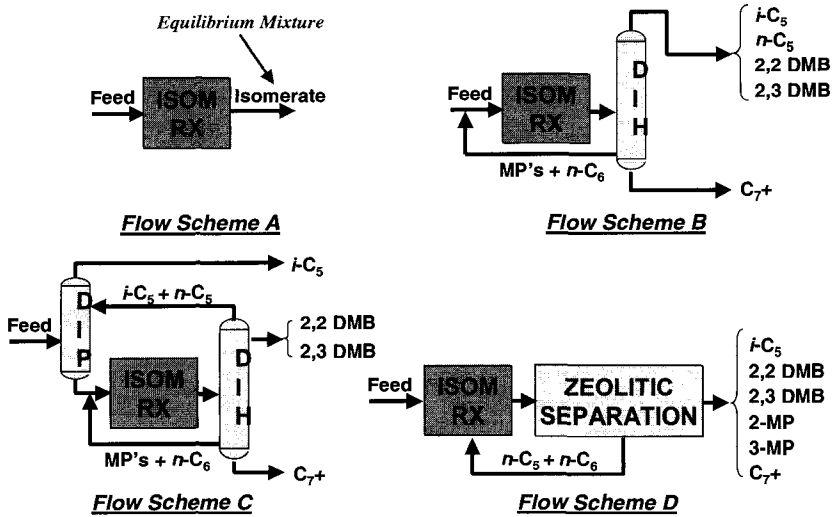 Equilibrium Mixture
Feed
ISOM
RX
Isomerate
Flow Scheme A
Feed
ISOM
RX
D
I
H
i-C5
n-C5
2,2 DMB
2,3 DMB
MP's + n-C6
C7+
Flow Scheme B
Feed
D
I
P
i-C5
i-C5 + n-C5
ISOM
RX
D
I
H
2,2 DMB
2,3 DMB
MP's + n-C6
C7+
Flow Scheme C
Feed
ISOM
RX
ZEOLITIC
SEPARATION
n-C5 + n-C6
i-C5
2,2 DMB
2,3 DMB
2-MP
3-MP
C7+
Flow Scheme D